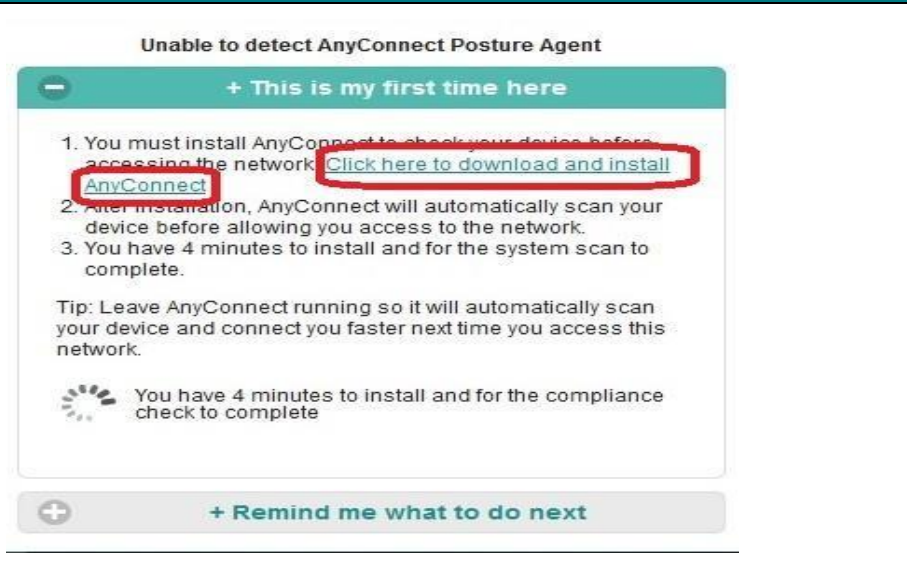 Unable to detect AnyConnect Posture Agent
+ This is my first time here
1. You must install AnyConnect to check your device before
accessing the network. Click here to download and install
AnyConnect
2. After installation, AnyConnect will automatically scan your
device before allowing you access to the network.
3. You have 4 minutes to install and for the system scan to
complete.
Tip: Leave AnyConnect running so it will automatically scan
your device and connect you faster next time you access this
network.
You have 4 minutes to install and for the compliance
check to complete
+ Remind me what to do next